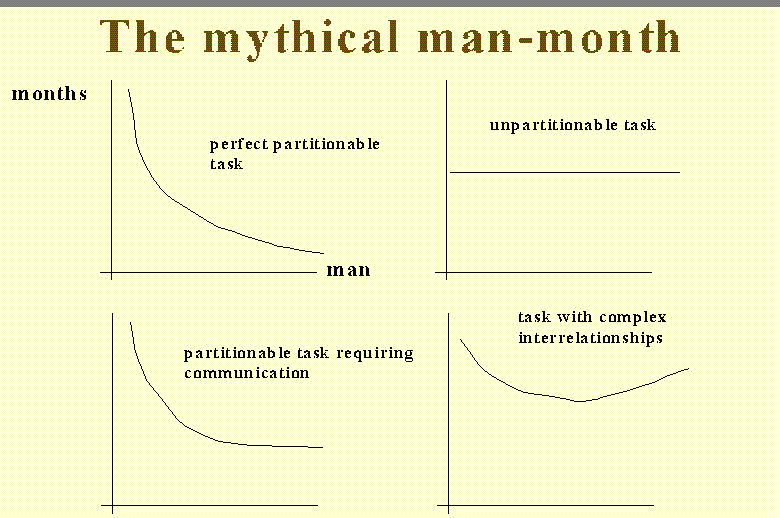 The mythical man-month
months
perfect partitionable
task
man
unpartitionable task
partitionable task requiring
communication
task with complex
interrelationships